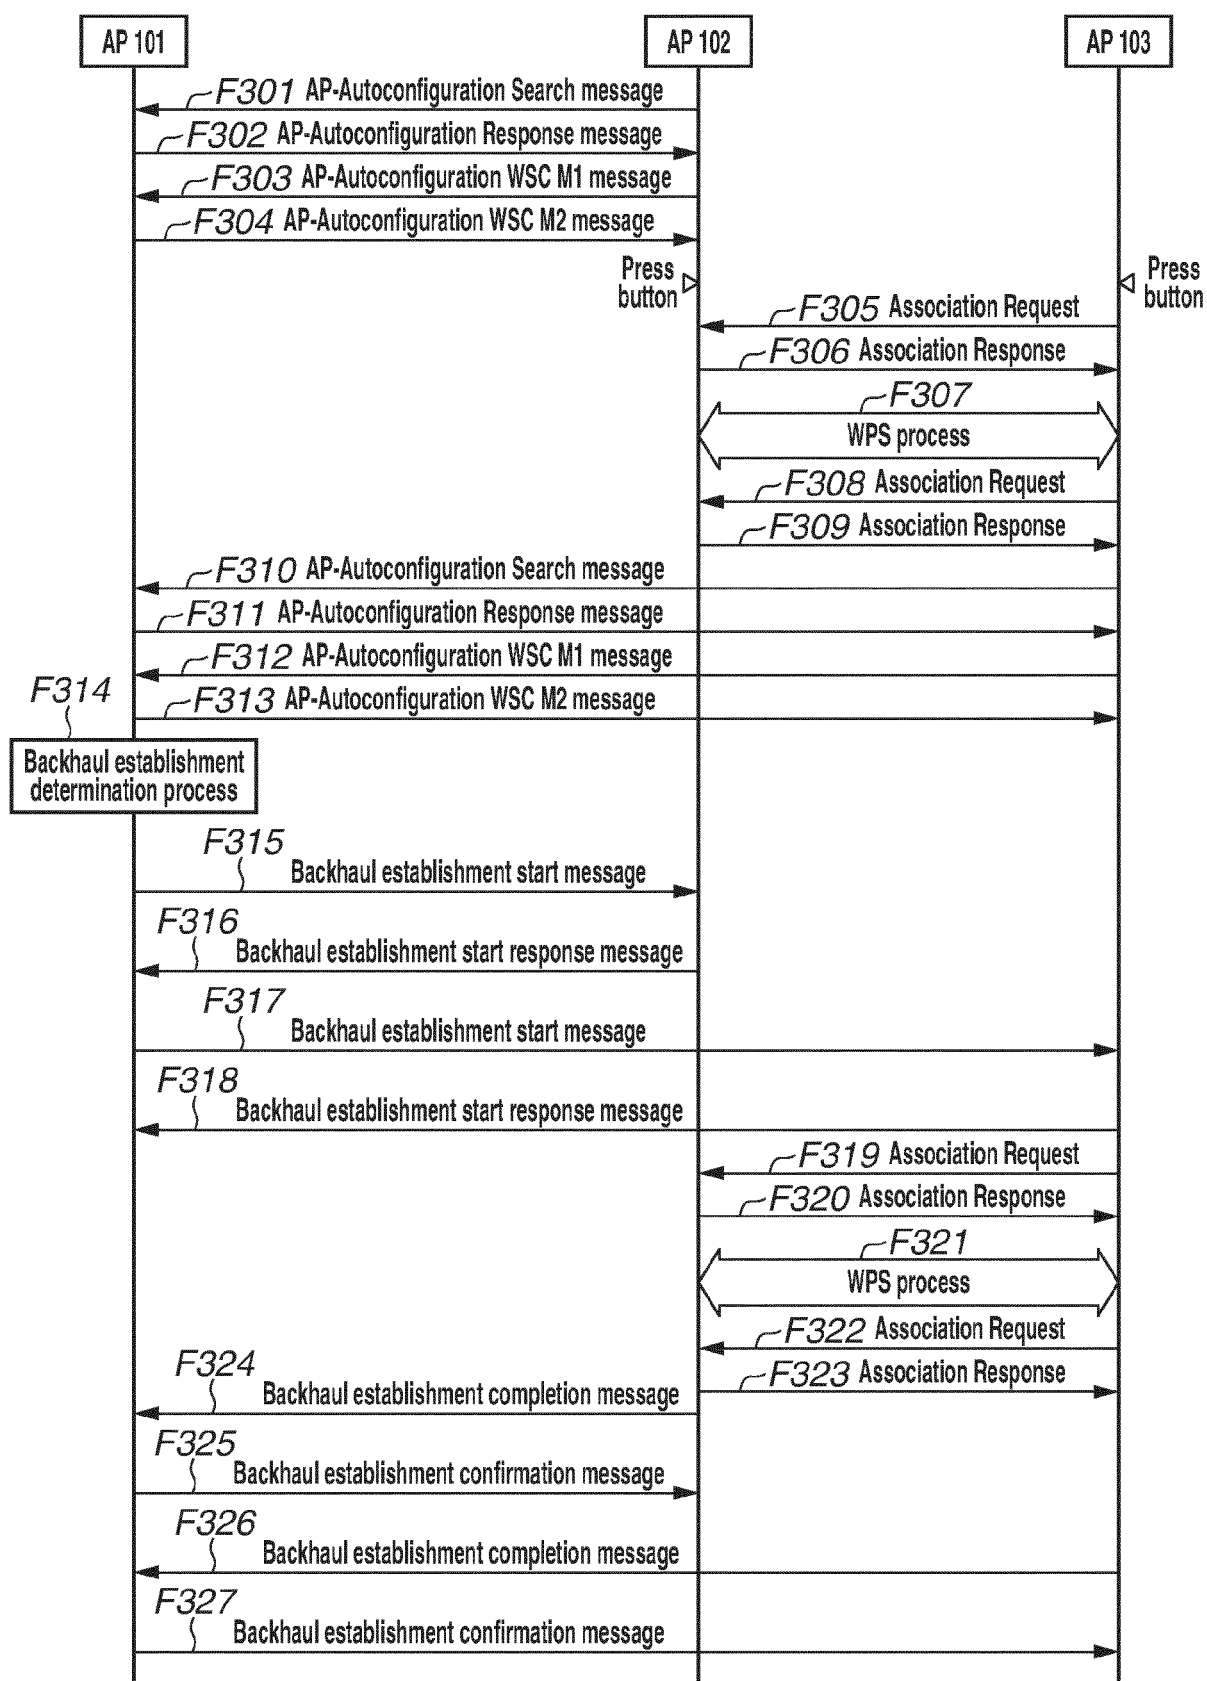 AP 101
AP 102
AP 103
F301 AP-Autoconfiguration Search message
F302 AP-Autoconfiguration Response message
F303 AP-Autoconfiguration WSC M1 message
F304 AP-Autoconfiguration WSC M2 message
Press
button
Press
button
F305 Association Request
F306 Association Response
F307
WPS process
F308 Association Request
F309 Association Response
F310 AP-Autoconfiguration Search message
F311 AP-Autoconfiguration Response message
F312 AP-Autoconfiguration WSC M1 message
F313 AP-Autoconfiguration WSC M2 message
F314
Backhaul establishment
determination process
F315
Backhaul establishment start message
F316
Backhaul establishment start response message
F317
Backhaul establishment start message
F318
Backhaul establishment start response message
F319 Association Request
F320 Association Response
F321
WPS process
F322 Association Request
F323 Association Response
F324
Backhaul establishment completion message
F325
Backhaul establishment confirmation message
F326
Backhaul establishment completion message
F327
Backhaul establishment confirmation message